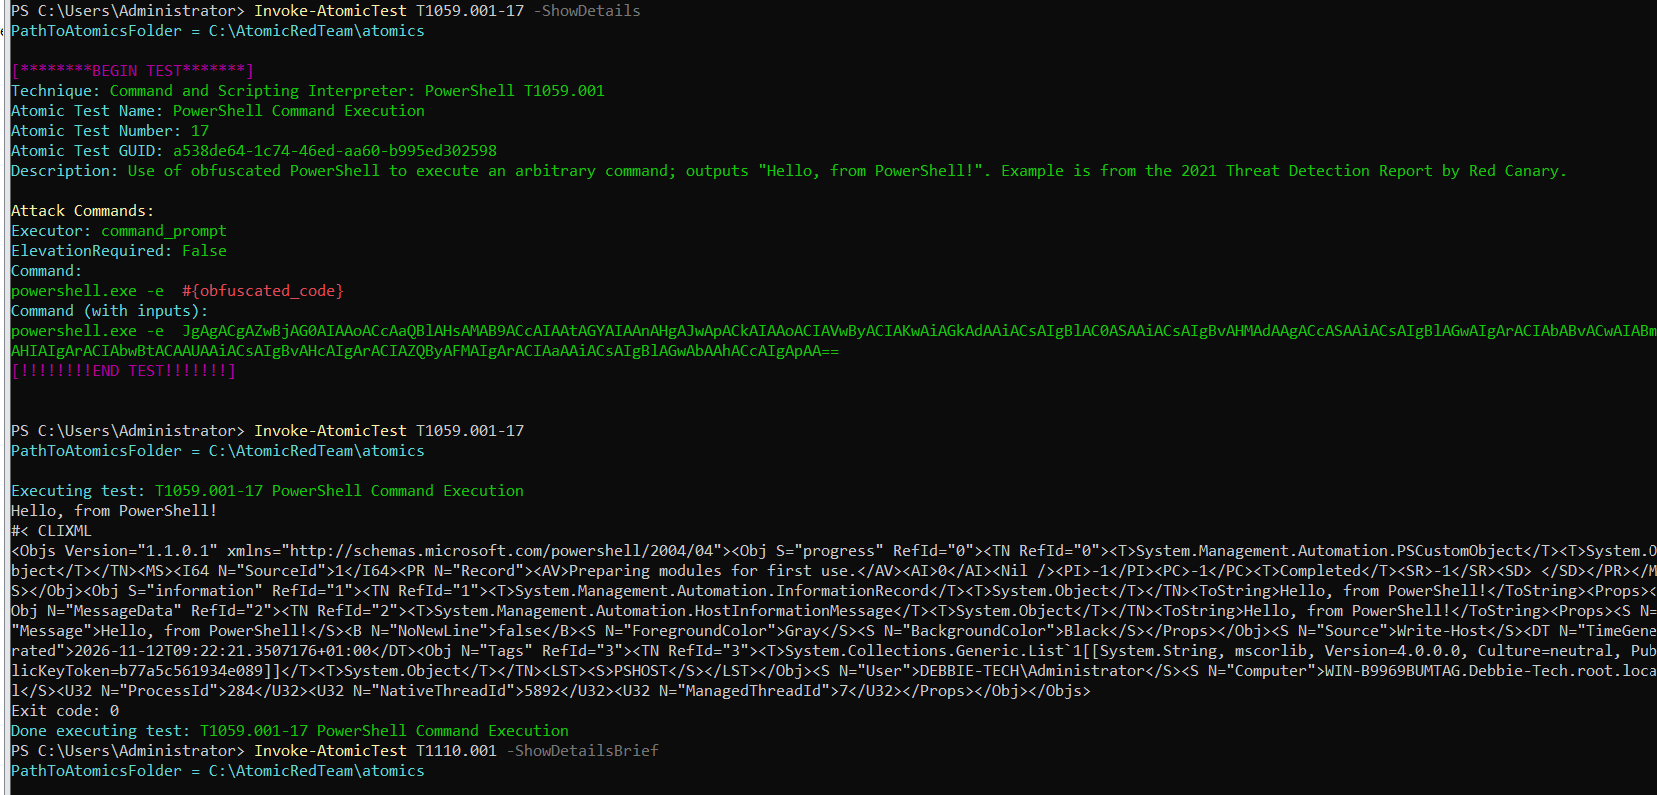 PS C:\Users\Administrator> Invoke-AtomicTest T1059.001-17 -ShowDetails
PathToAtomicsFolder = C:\AtomicRedTeam\atomics
[********BEGIN TEST*******]
Technique: Command and Scripting Interpreter: PowerShell T1059.001
Atomic Test Name: PowerShell Command Execution
Atomic Test Number: 17
Atomic Test GUID: a538de64-1c74-46ed-aa60-b995ed302598
Description: Use of obfuscated PowerShell to execute an arbitrary command; outputs "Hello, from PowerShell!". Example is from the 2021 Threat Detection Report by Red Canary.
Attack Commands:
Executor: command_prompt
ElevationRequired: False
Command:
powershell.exe -e  #{obfuscated_code}
Command (with inputs):
powershell.exe -e  JgAgACgAZwBjAG0AIAAoACcAaQBlAHsAMAB9ACcAIAAtAGYAIAAnAHgAJwApACkAIAAoACIAVwByACIAKwAiAGkAdAAiACsAIgBlAC0ASAAiACsAIgBvAHMAdAAgACcASAAiACsAIgBlAGwAIgArACIAbABvACwAIABm
AHIAIgArACIAbwBtACAAUAAiACsAIgBvAHcAIgArACIAZQByAFMAIgArACIAaAAiACsAIgBlAGwAbAAhACcAIgApAA==
[!!!!!!!!END TEST!!!!!!!]
PS C:\Users\Administrator> Invoke-AtomicTest T1059.001-17
PathToAtomicsFolder = C:\AtomicRedTeam\atomics
Executing test: T1059.001-17 PowerShell Command Execution
Hello, from PowerShell!
#< CLIXML
<Objs Version="1.1.0.1" xmlns="http://schemas.microsoft.com/powershell/2004/04"><Obj S="progress" RefId="0"><TN RefId="0"><T>System.Management.Automation.PSCustomObject</T><T>System.O
bject</T></TN><MS><I64 N="SourceId">1</I64><PR N="Record"><AV>Preparing modules for first use.</AV><AI>0</AI><Nil /><PI>-1</PI><PC>-1</PC><T>Completed</T><SR>-1</SR><SD> </SD></PR></M
S></Obj><Obj S="information" RefId="1"><TN RefId="1"><T>System.Management.Automation.InformationRecord</T><T>System.Object</T></TN><ToString>Hello, from PowerShell!</ToString><Props><
Obj N="MessageData" RefId="2"><TN RefId="2"><T>System.Management.Automation.HostInformationMessage</T><T>System.Object</T></TN><ToString>Hello, from PowerShell!</ToString><Props><S N=
"Message">Hello, from PowerShell!</S><B N="NoNewLine">false</B><S N="ForegroundColor">Gray</S><S N="BackgroundColor">Black</S></Props></Obj><S N="Source">Write-Host</S><DT N="TimeGene
rated">2026-11-12T09:22:21.3507176+01:00</DT><Obj N="Tags" RefId="3"><TN RefId="3"><T>System.Collections.Generic.List`1[[System.String, mscorlib, Version=4.0.0.0, Culture=neutral, Pub
licKeyToken=b77a5c561934e089]]</T><T>System.Object</T></TN><LST><S>PSHOST</S></LST></Obj><S N="User">DEBBIE-TECH\Administrator</S><S N="Computer">WIN-B9969BUMTAG.Debbie-Tech.root.loca
l</S><U32 N="ProcessId">284</U32><U32 N="NativeThreadId">5892</U32><U32 N="ManagedThreadId">7</U32></Props></Obj></Objs>
Exit code: 0
Done executing test: T1059.001-17 PowerShell Command Execution
PS C:\Users\Administrator> Invoke-AtomicTest T1110.001 -ShowDetailsBrief
PathToAtomicsFolder = C:\AtomicRedTeam\atomics